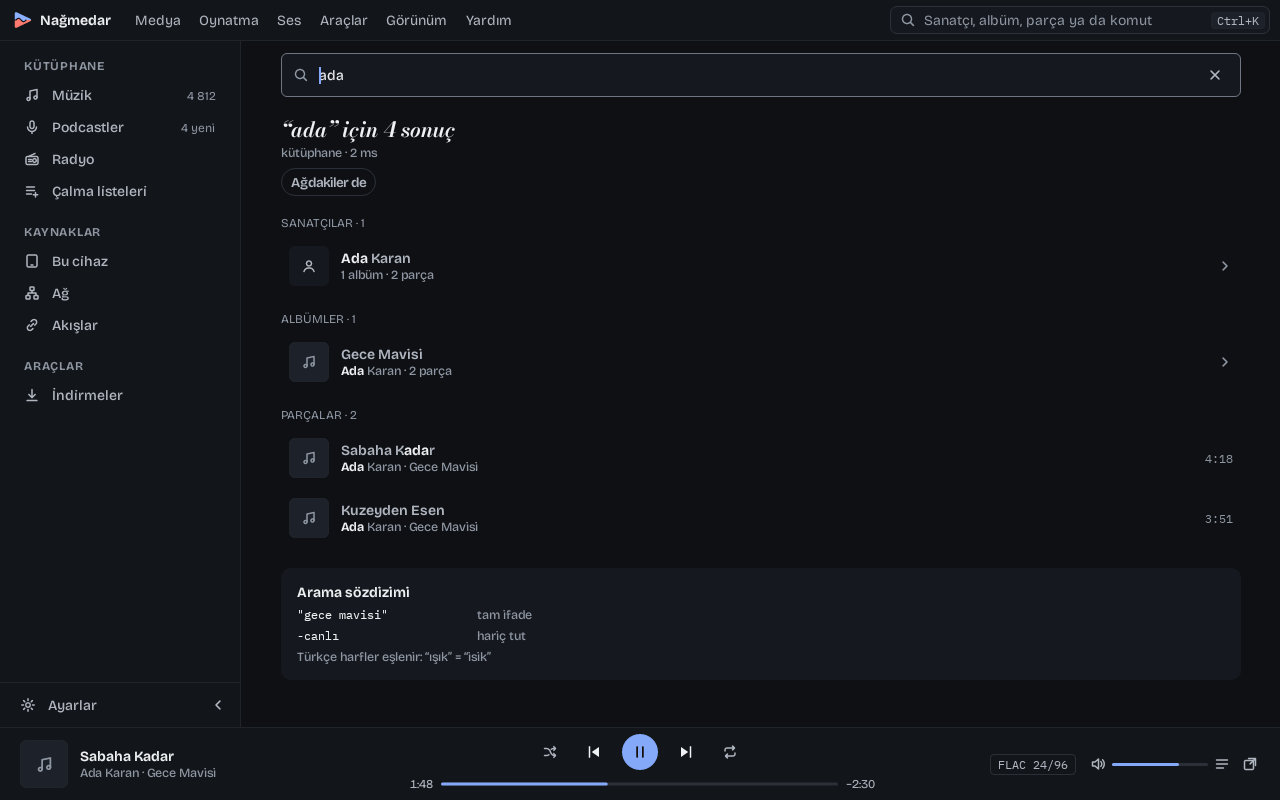 Nağmedar Medya Oynatma Ses Araçlar Görünüm Yardım Sanatçı, albüm, parça ya da komut Ctrl+K
KÜTÜPHANE
Müzik 4 812
Podcastler 4 yeni
Radyo
Çalma listeleri
KAYNAKLAR
Bu cihaz
Ağ
Akışlar
ARAÇLAR
İndirmeler
Ayarlar
ada
“ada” için 4 sonuç
kütüphane · 2 ms
Ağdakiler de
SANATÇILAR · 1
Ada Karan
1 albüm · 2 parça
ALBÜMLER · 1
Gece Mavisi
Ada Karan · 2 parça
PARÇALAR · 2
Sabaha Kadar
Ada Karan · Gece Mavisi
4:18
Kuzeyden Esen
Ada Karan · Gece Mavisi
3:51
Arama sözdizimi
"gece mavisi" tam ifade
-canlı hariç tut
Türkçe harfler eşlenir: “ışık” = “isik”
Sabaha Kadar
Ada Karan · Gece Mavisi
1:48 −2:30
FLAC 24/96